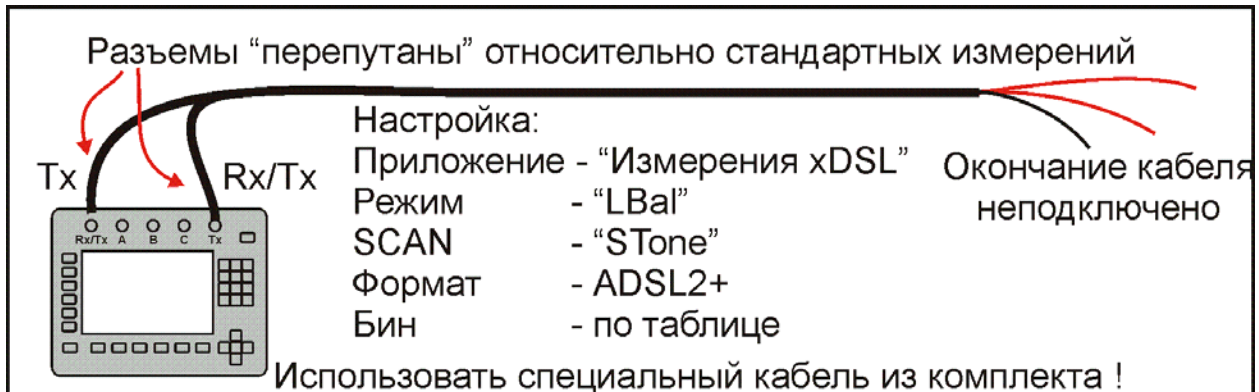 Разъемы “перепутаны” относительно стандартных измерений
Tx
Rx/Tx
Rx/Tx A B C Tx
Настройка:
Приложение - “Измерения xDSL”
Режим - “LBal”
SCAN - “STone”
Формат - ADSL2+
Бин - по таблице
Окончание кабеля
неподключено
Использовать специальный кабель из комплекта !